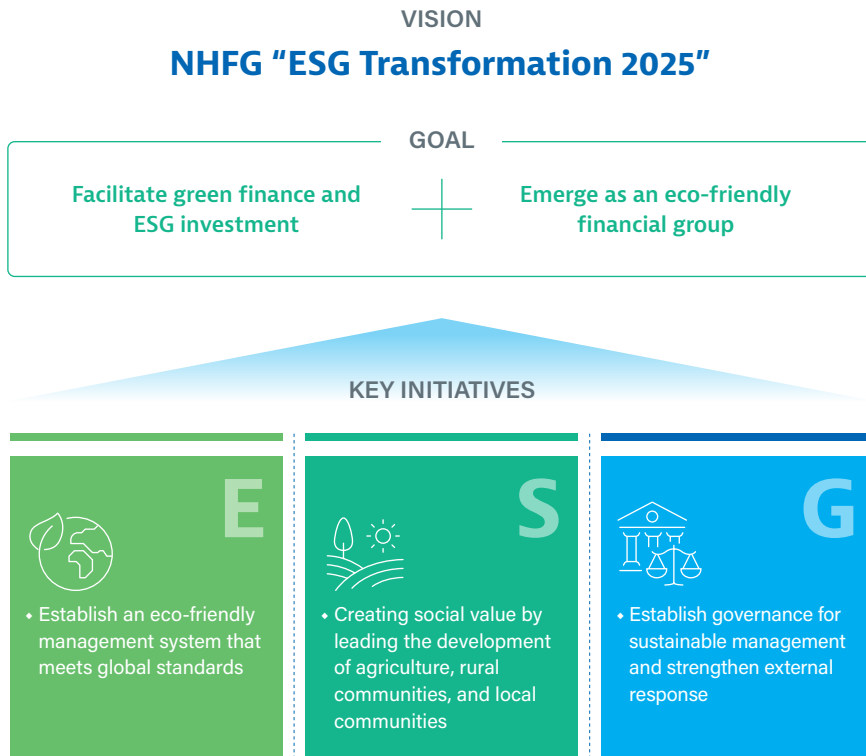 VISION
NHFG “ESG Transformation 2025”
GOAL
Facilitate green finance and
ESG investment
Emerge as an eco-friendly
financial group
KEY INITIATIVES
E
• Establish an eco-friendly
management system that
meets global standards
S
• Creating social value by
leading the development
of agriculture, rural
communities, and local
communities
G
• Establish governance for
sustainable management
and strengthen external
response